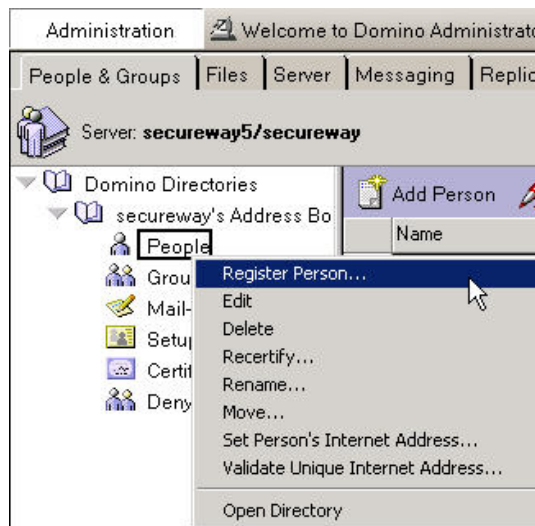 Administration Welcome to Domino Administrato
People & Groups Files Server Messaging Replic
Server: secureway5/secureway
Domino Directories
Add Person
secureway's Address Bo
Name
People
Register Person...
Grou
Edit
Mail-
Delete
Setu
Recertify...
Certif
Rename...
Deny
Move...
Set Person's Internet Address...
Validate Unique Internet Address...
Open Directory